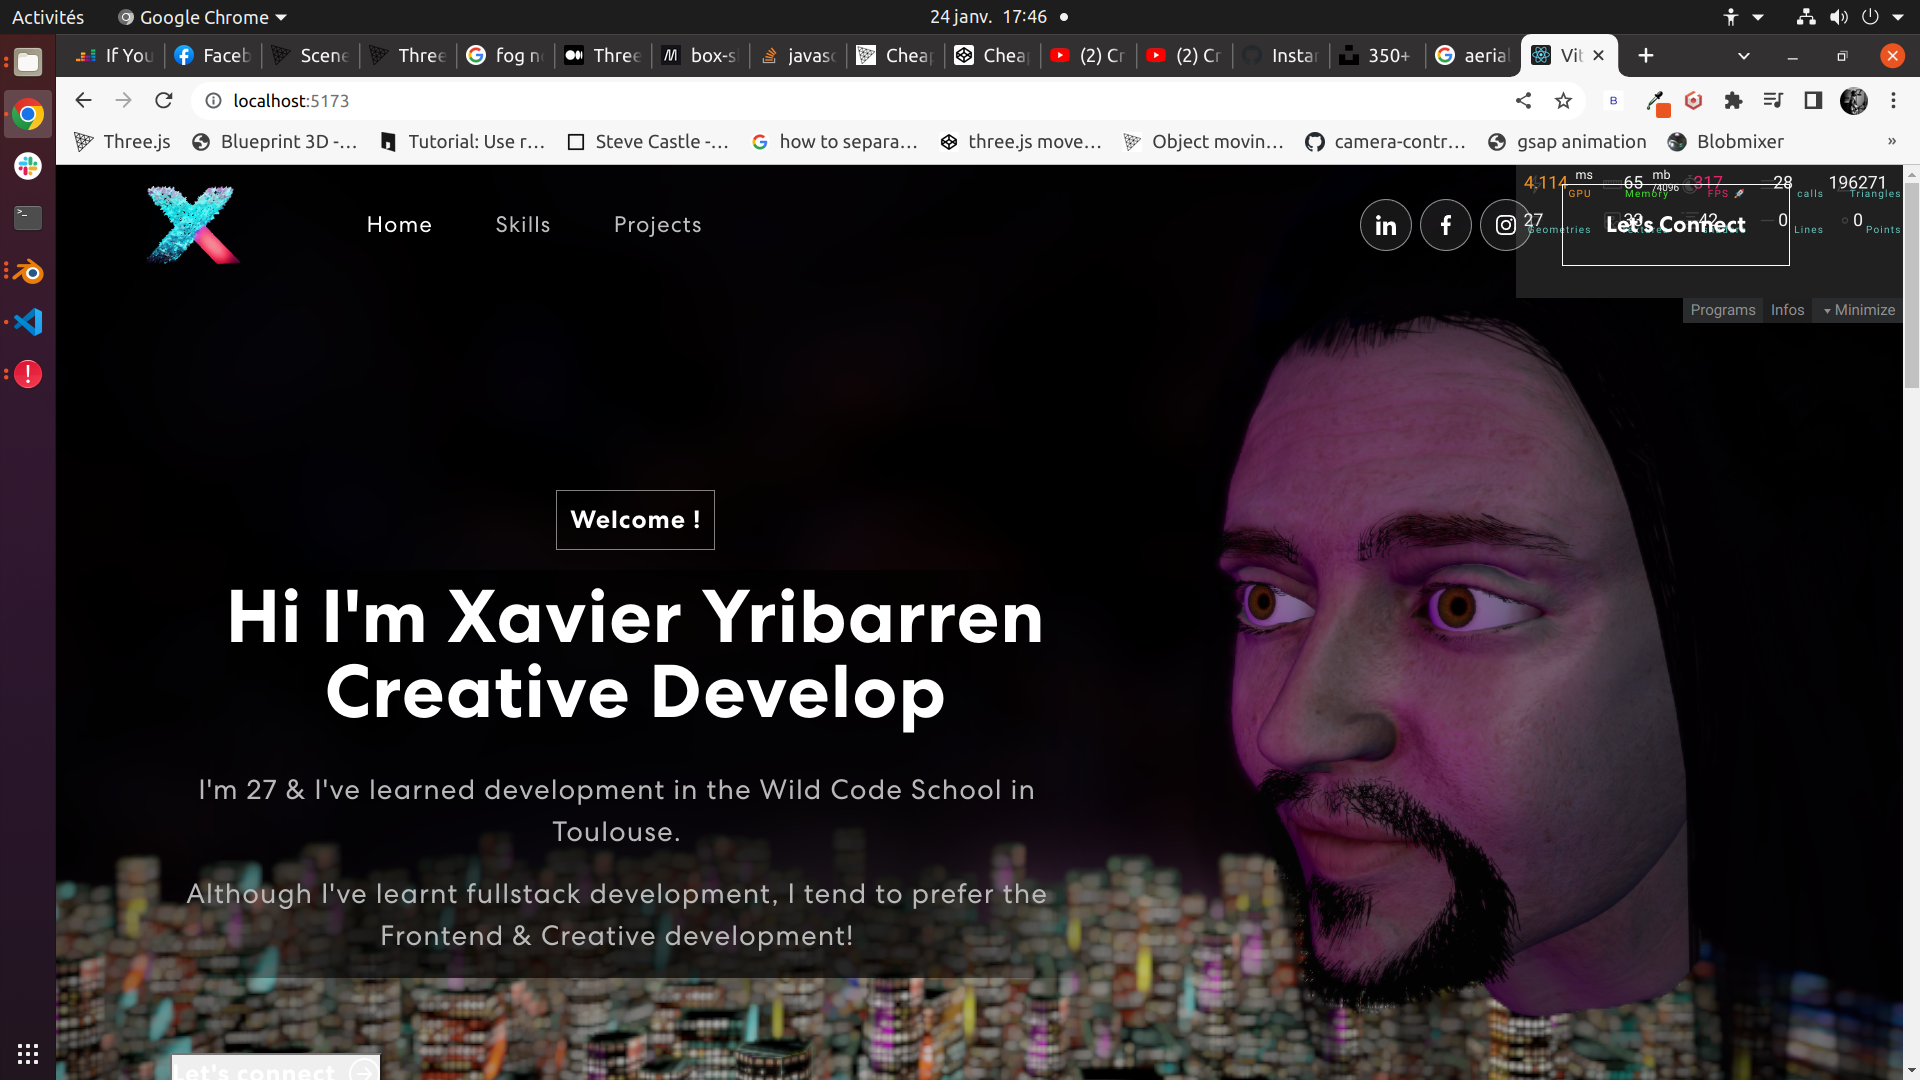 Activités
Google Chrome
24 janv. 17:46
If You
Faceb
Scene
Three
fog n
Three
box-s
javasc
Cheap
Cheap
(2) Cr
(2) Cr
Instan
350+
aerial
Vit
localhost:5173
Three.js
Blueprint 3D -...
Tutorial: Use r...
Steve Castle -...
how to separa...
three.js move...
Object movin...
camera-contr...
gsap animation
Blobmixer
»
Home
Skills
Projects
4.114 ms
65 mb
/4096
317
28
196271
GPU
Memory
FPS
calls
Triangles
27
42
0
0
Let's Connect
Geometries
Lines
Points
Programs
Infos
Minimize
Welcome !
Hi I'm Xavier Yribarren
Creative Develop
I'm 27 & I've learned development in the Wild Code School in
Toulouse.
Although I've learnt fullstack development, I tend to prefer the
Frontend & Creative development!
Let's connect